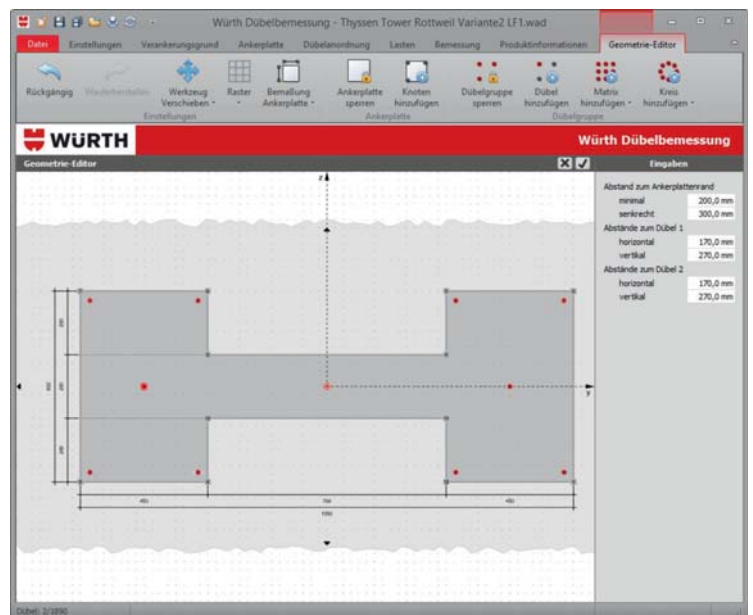 Würth Dübelbemessung - Thyssen Tower Rottweil Variante2 LF1.wad
Datei Einstellungen Verankerungsgrund Ankerplatte Dübelanordnung Lasten Bemessung Produktinformationen Geometrie-Editor
Rückgängig Wiederherstellen Werkzeug Verschieben Raster Bemaßung Ankerplatte Ankerplatte sperren Knoten hinzufügen Dübelgruppe sperren Dübel hinzufügen Matrix hinzufügen Kreis hinzufügen
Einstellungen Ankerplatte Dübelgruppe
WÜRTH Würth Dübelbemessung
Geometrie-Editor Eingaben
Abstand zum Ankerplattenrand
minimal 200,0 mm
senkrecht 300,0 mm
Abstände zum Dübel 1
horizontal 170,0 mm
vertikal 270,0 mm
Abstände zum Dübel 2
horizontal 170,0 mm
vertikal 270,0 mm
z
y
Dübel: 2/1890